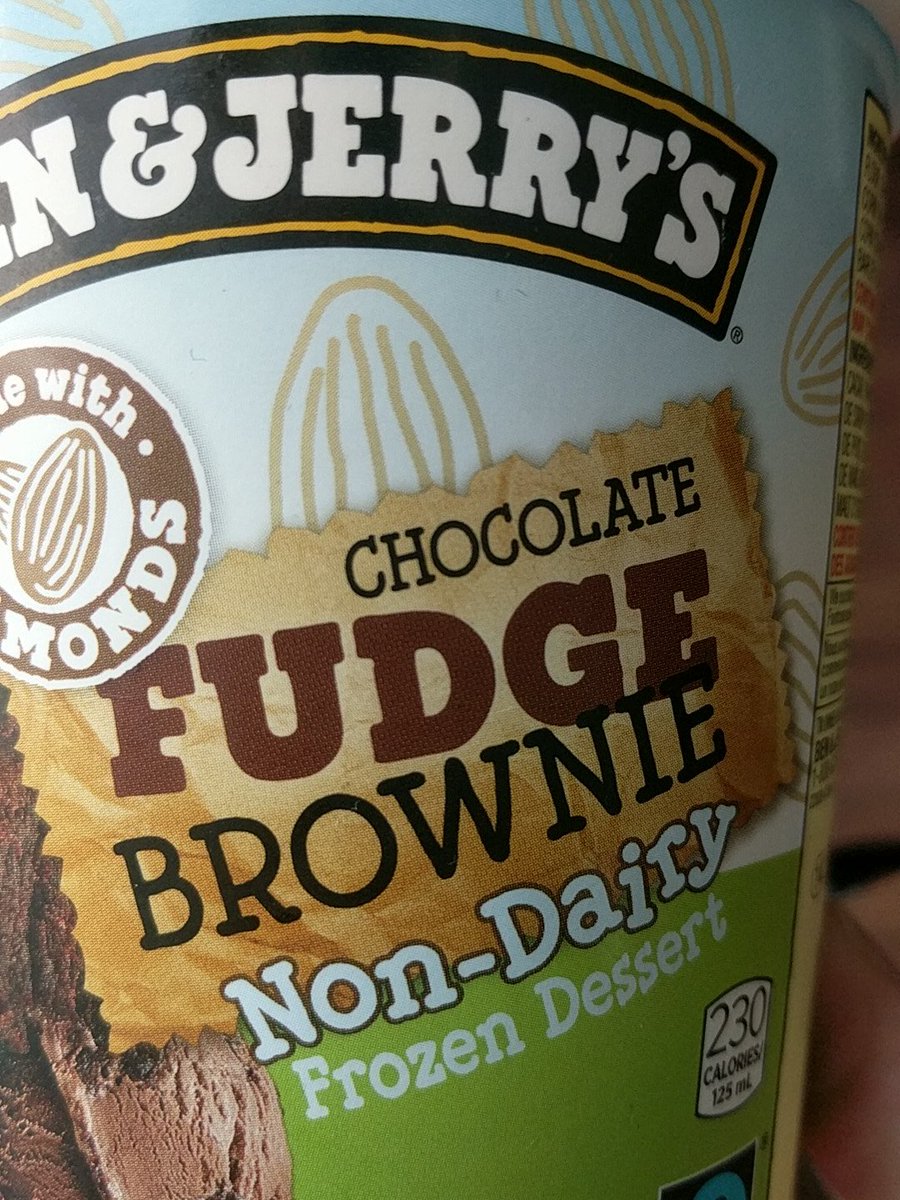 N & JERRY'S
®
e with
MONDS
CHOCOLATE
FUDGE
BROWNIE
Non-Dairy
Frozen Dessert
230
CALORIES/
125 mL